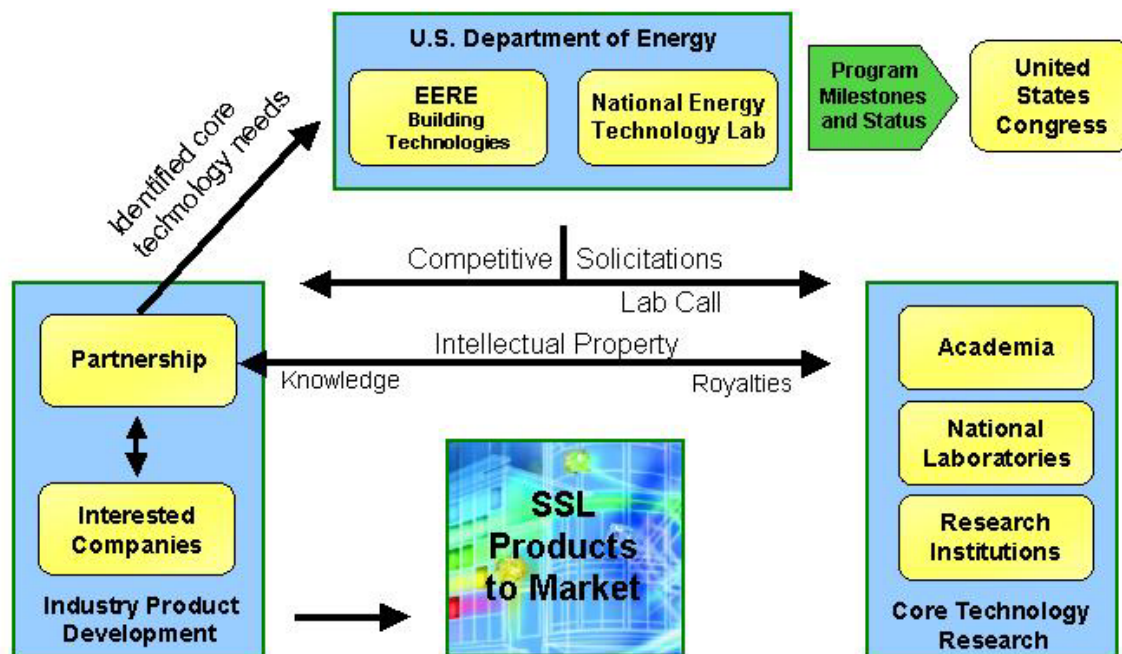 U.S. Department of Energy
EERE
Building
Technologies
National Energy
Technology Lab
Program
Milestones
and Status
United
States
Congress
Identified core
technology needs
Competitive Solicitations
Lab Call
Intellectual Property
Knowledge
Royalties
Partnership
Interested
Companies
Industry Product
Development
SSL
Products
to Market
Academia
National
Laboratories
Research
Institutions
Core Technology
Research